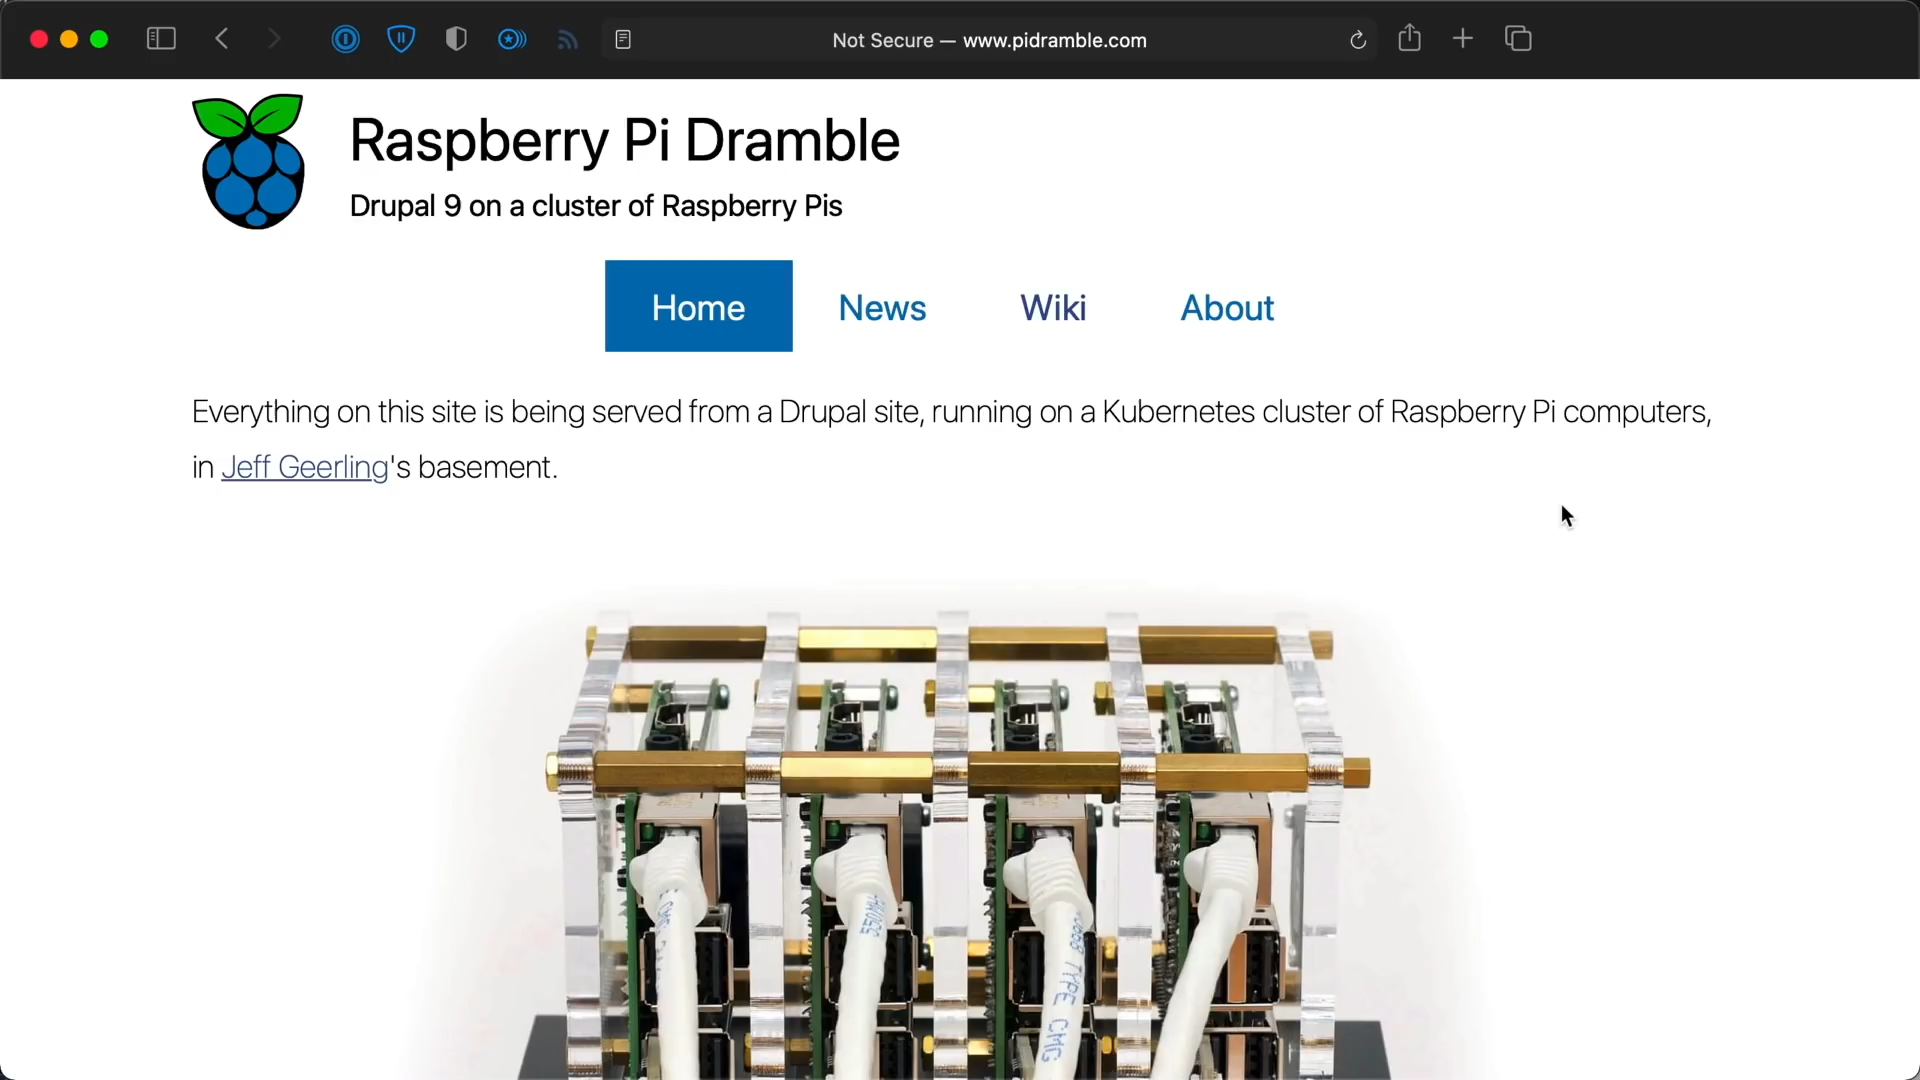 Not Secure — www.pidramble.com
Raspberry Pi Dramble
Drupal 9 on a cluster of Raspberry Pis
Home News Wiki About
Everything on this site is being served from a Drupal site, running on a Kubernetes cluster of Raspberry Pi computers,
in Jeff Geerling's basement.
TYPE CMG